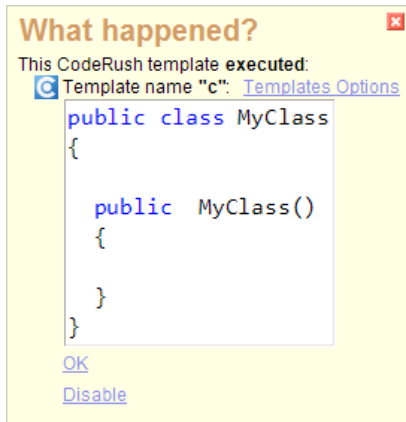 What happened?
This CodeRush template executed:
Template name "c": Templates Options
public class MyClass
{
public  MyClass()
{
}
}
OK
Disable